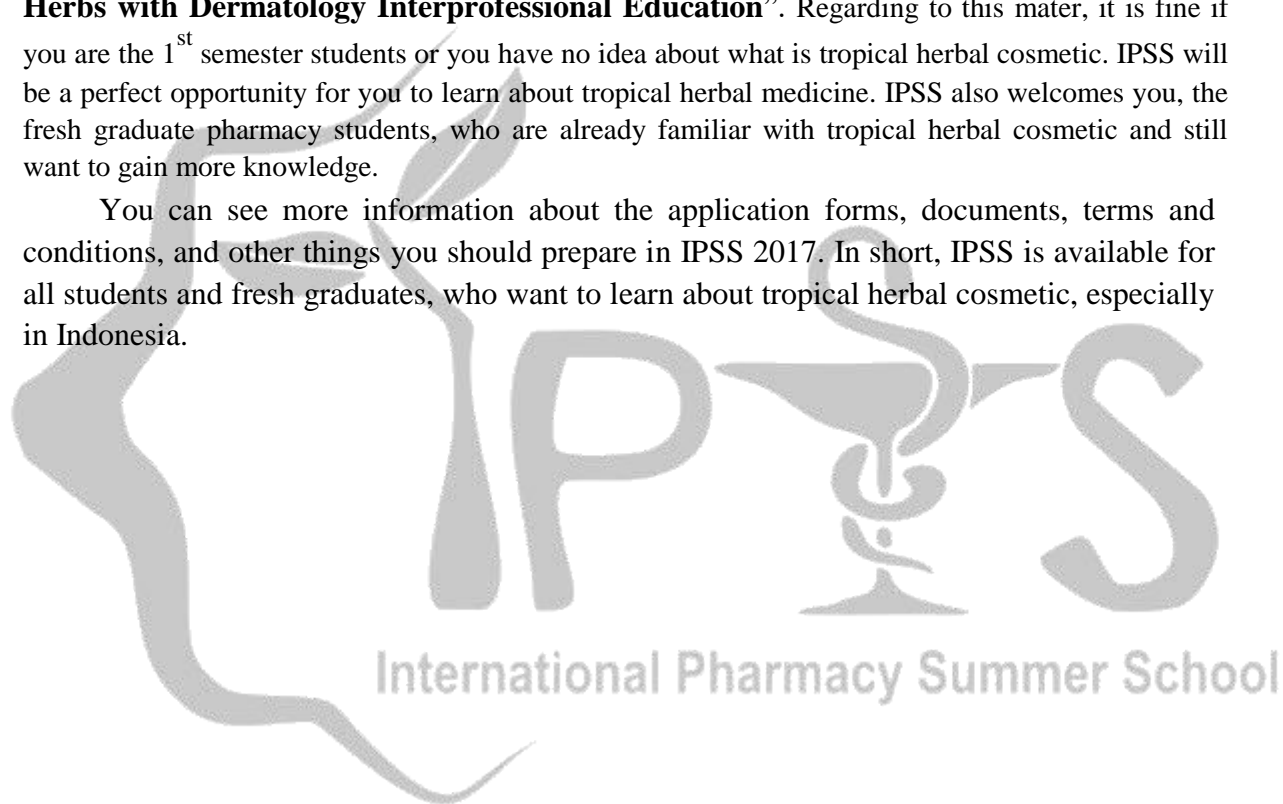 Herbs with Dermatology Interprofessional Education”. Regarding to this mater, it is fine if
you are the 1st semester students or you have no idea about what is tropical herbal cosmetic. IPSS will
be a perfect opportunity for you to learn about tropical herbal medicine. IPSS also welcomes you, the
fresh graduate pharmacy students, who are already familiar with tropical herbal cosmetic and still
want to gain more knowledge.
You can see more information about the application forms, documents, terms and
conditions, and other things you should prepare in IPSS 2017. In short, IPSS is available for
all students and fresh graduates, who want to learn about tropical herbal cosmetic, especially
in Indonesia.
IPSS
International Pharmacy Summer School